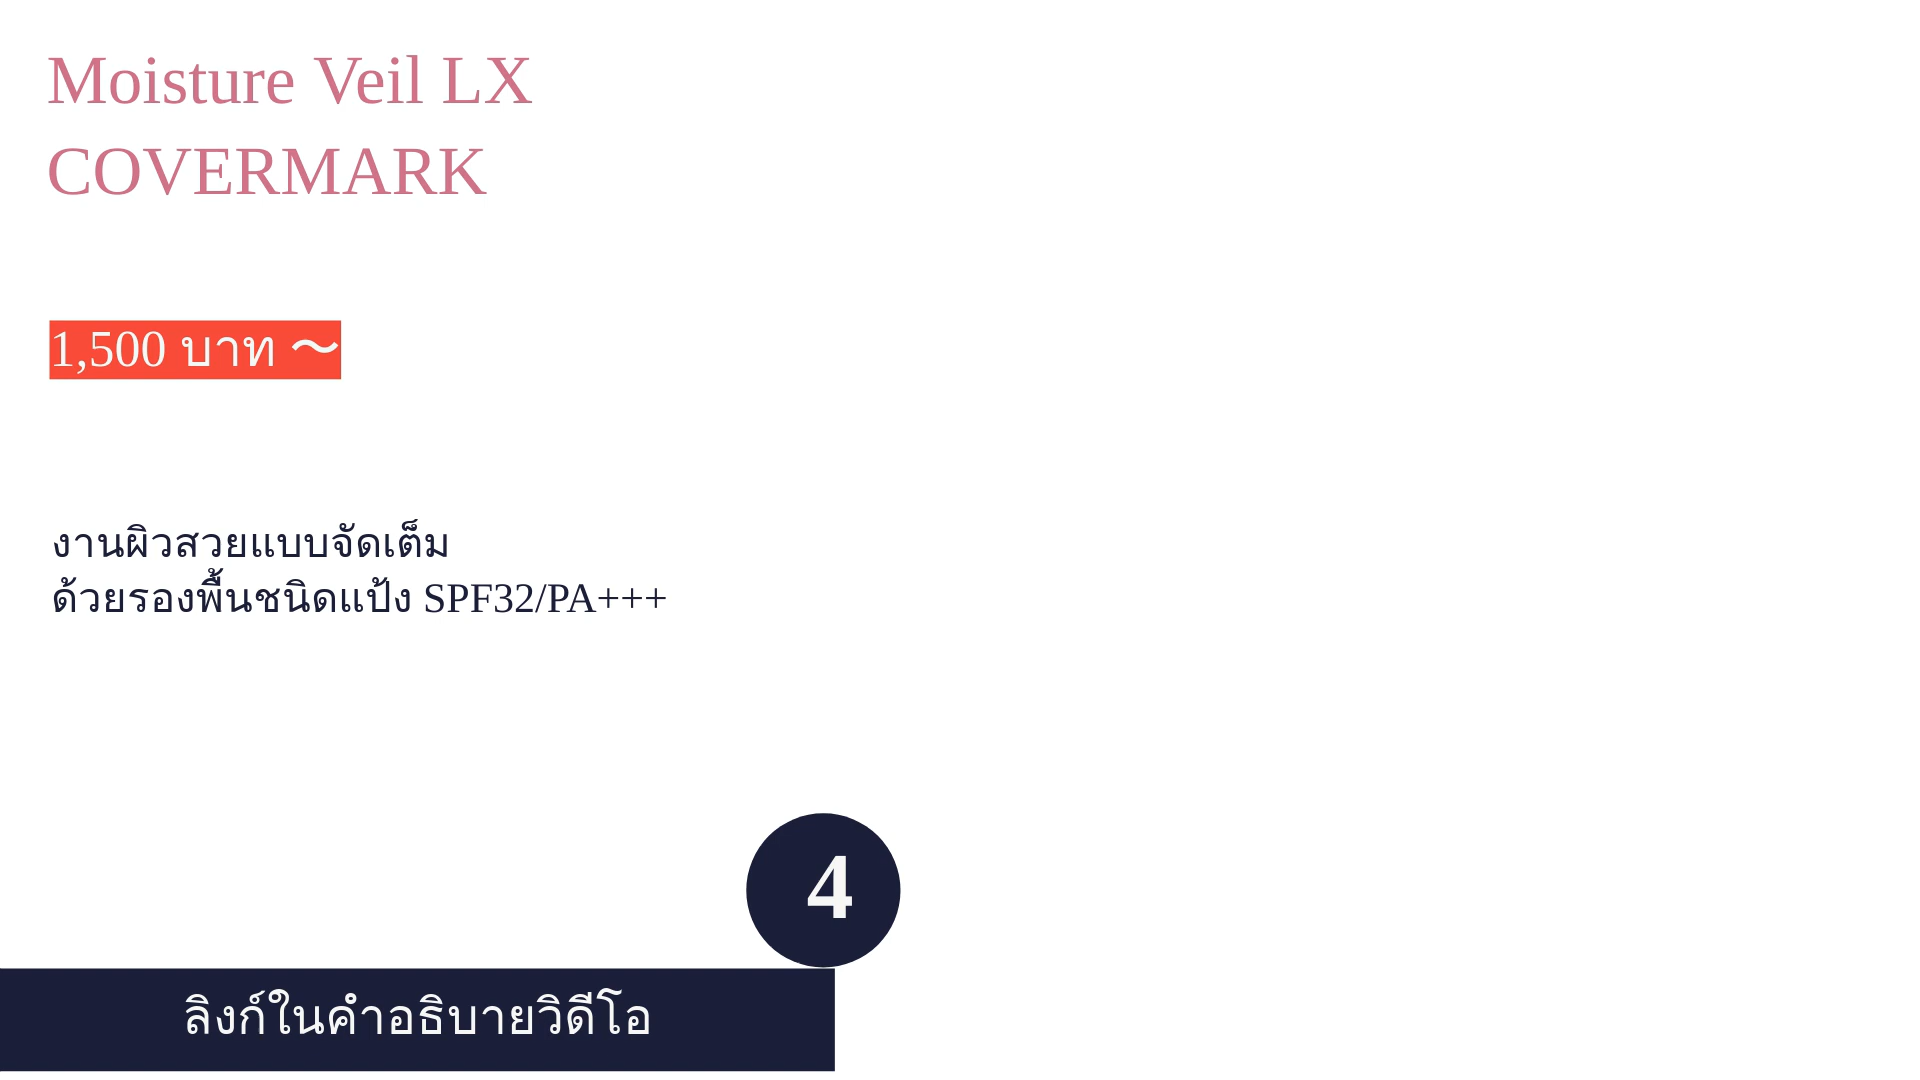 Moisture Veil LX
COVERMARK
1,500 บาท 〜
งานผิวสวยแบบจัดเต็ม
ด้วยรองพื้นชนิดแป้ง SPF32/PA+++
4
ลิงก์ในคำอธิบายวิดีโอ